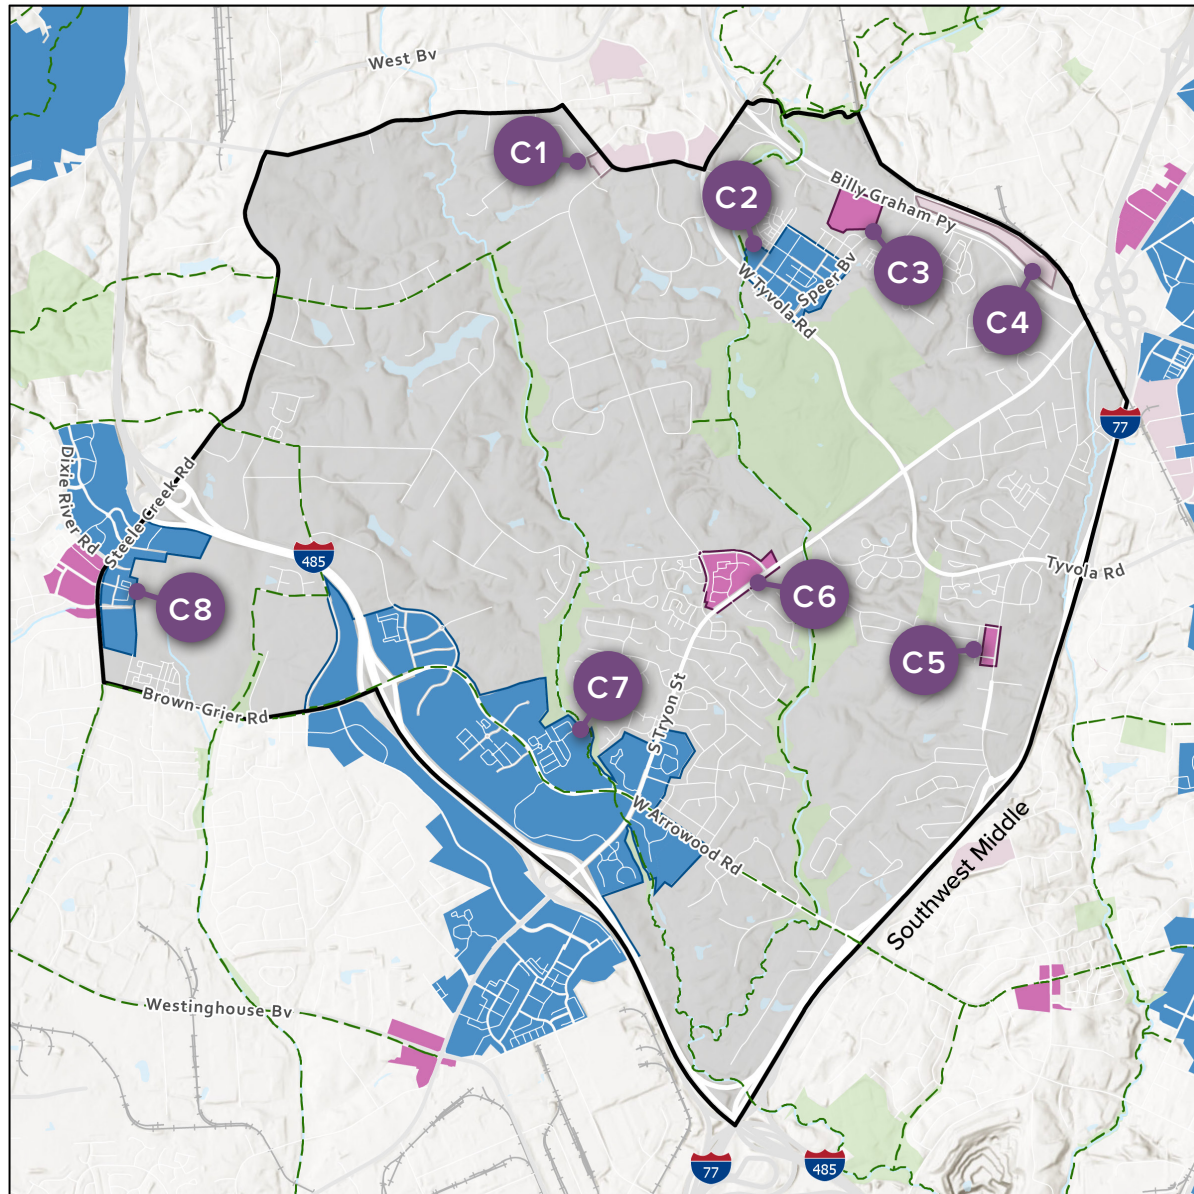 West Bv
C1
Billy Graham Py
C2
C3
Speer Bv
W Tyvola Rd
C4
77
Dixie River Rd
Steele Creek Rd
485
Tyvola Rd
C8
C6
C5
C7
Brown-Grier Rd
S Tryon St
W Arrowood Rd
Southwest Middle
Westinghouse Bv
77
485